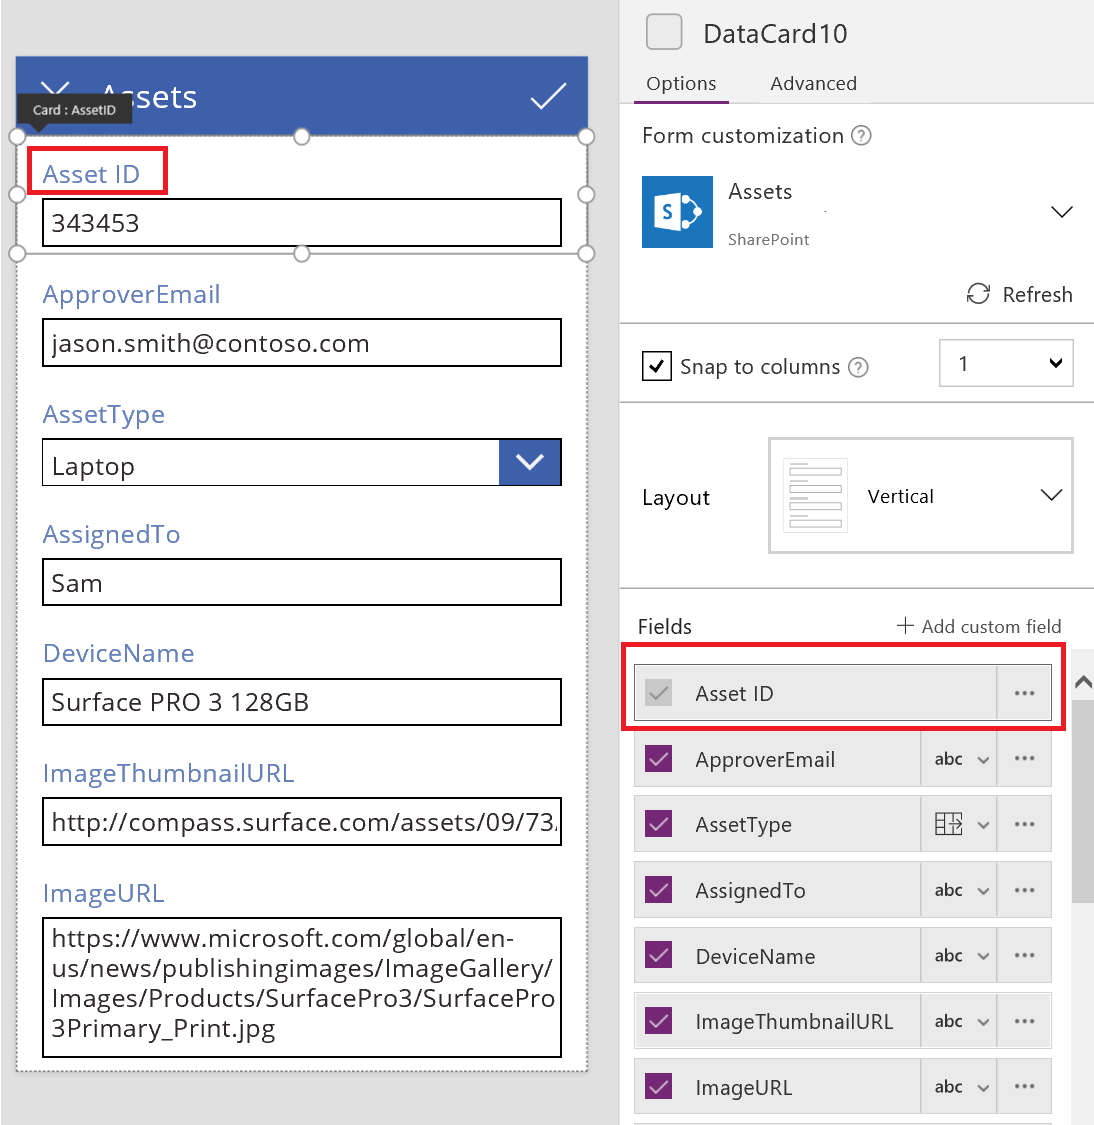 Assets
Card : AssetID
Asset ID
343453
ApproverEmail
jason.smith@contoso.com
AssetType
Laptop
AssignedTo
Sam
DeviceName
Surface PRO 3 128GB
ImageThumbnailURL
http://compass.surface.com/assets/09/73/
ImageURL
https://www.microsoft.com/global/en-
us/news/publishingimages/ImageGallery/
Images/Products/SurfacePro3/SurfacePro
3Primary_Print.jpg
DataCard10
Options Advanced
Form customization ?
S
Assets
SharePoint
Refresh
Snap to columns ? 1
Layout Vertical
Fields + Add custom field
Asset ID ...
ApproverEmail abc ...
AssetType ...
AssignedTo abc ...
DeviceName abc ...
ImageThumbnailURL abc ...
ImageURL abc ...